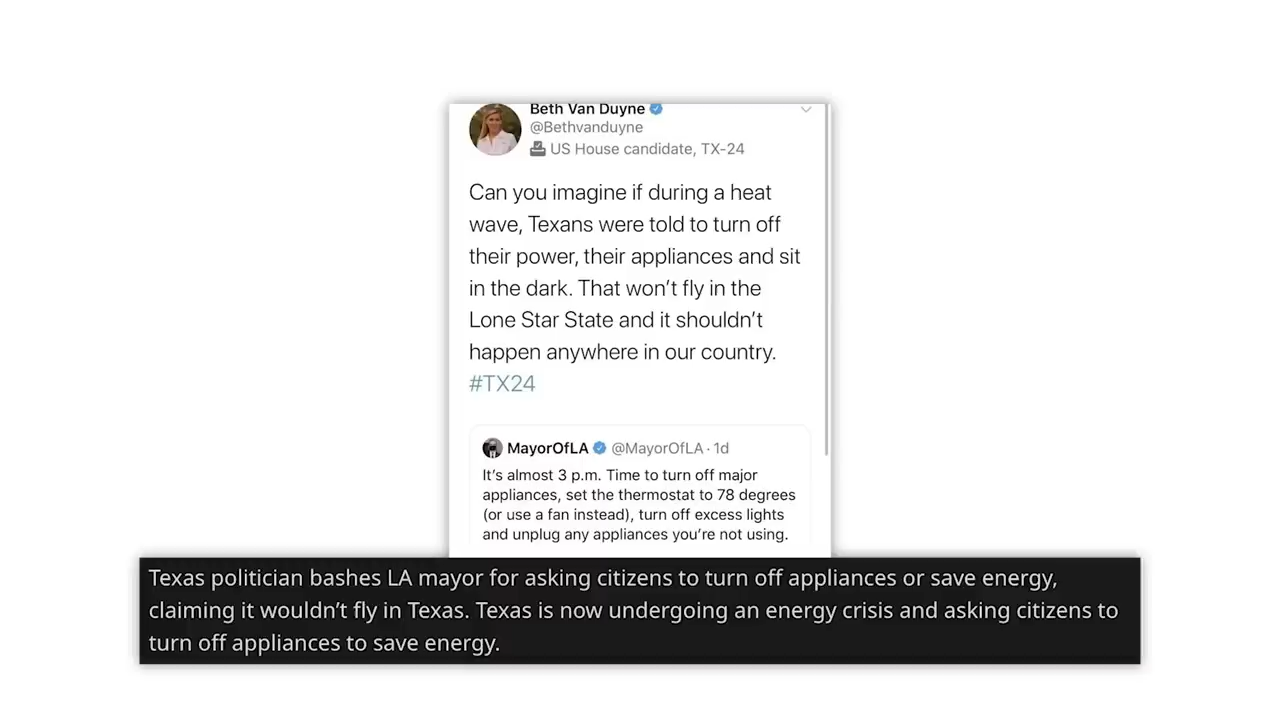 Beth Van Duyne
@Bethvanduyne
US House candidate, TX-24
Can you imagine if during a heat
wave, Texans were told to turn off
their power, their appliances and sit
in the dark. That won’t fly in the
Lone Star State and it shouldn’t
happen anywhere in our country.
#TX24
MayorOfLA @MayorOfLA · 1d
It’s almost 3 p.m. Time to turn off major
appliances, set the thermostat to 78 degrees
(or use a fan instead), turn off excess lights
and unplug any appliances you’re not using.
Texas politician bashes LA mayor for asking citizens to turn off appliances or save energy,
claiming it wouldn’t fly in Texas. Texas is now undergoing an energy crisis and asking citizens to
turn off appliances to save energy.